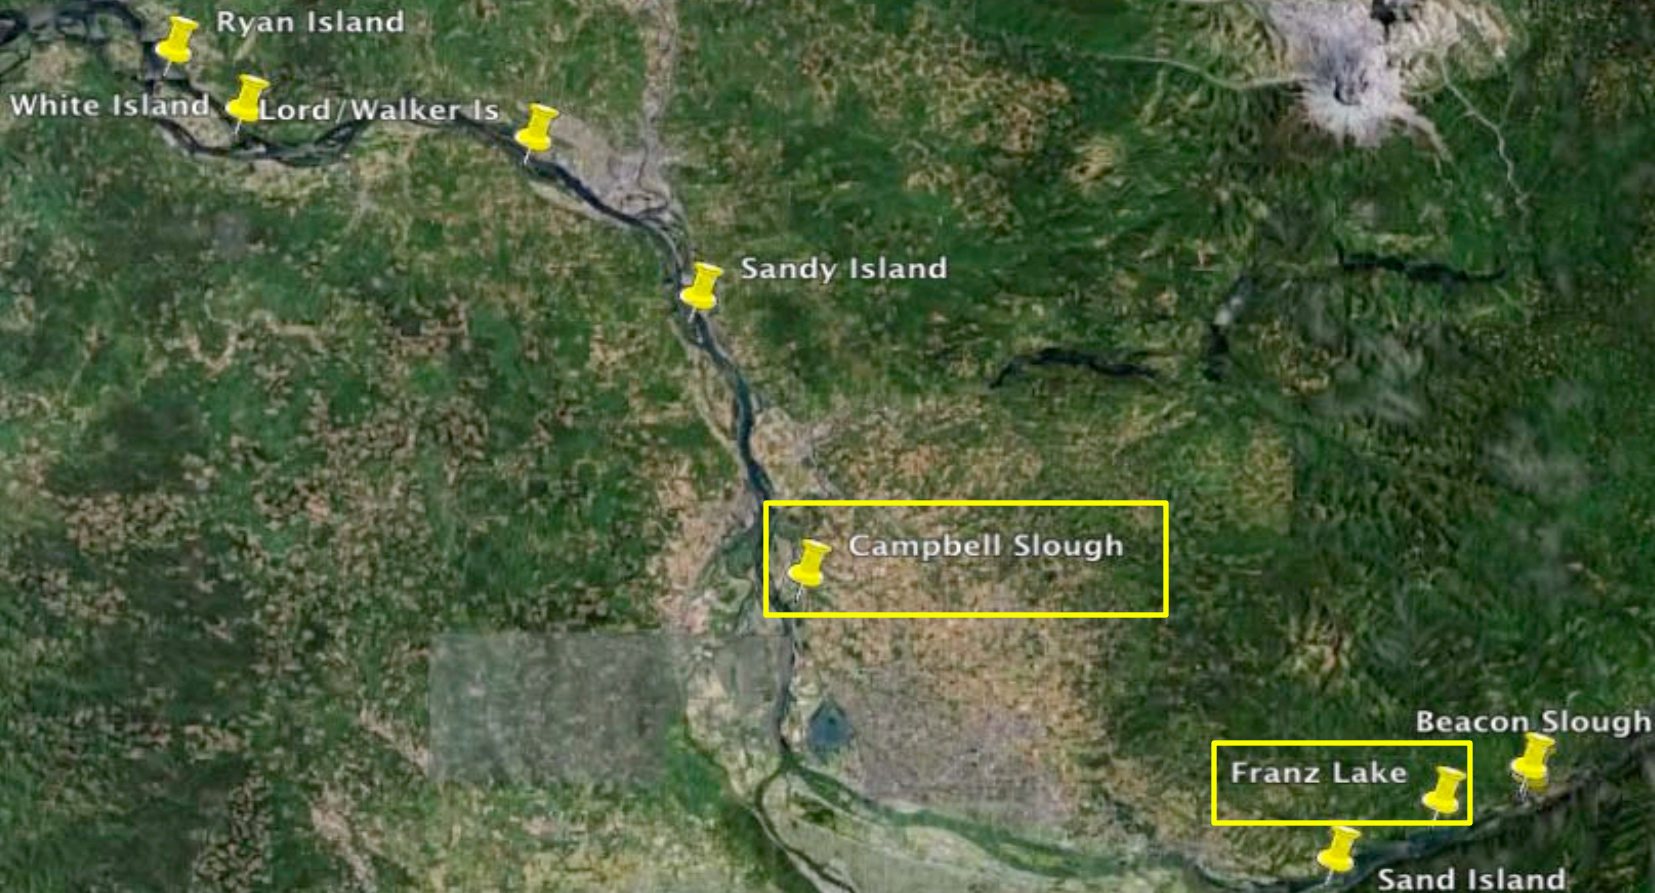 Ryan Island
White Island
Lord/Walker Is
Sandy Island
Campbell Slough
Beacon Slough
Franz Lake
Sand Island